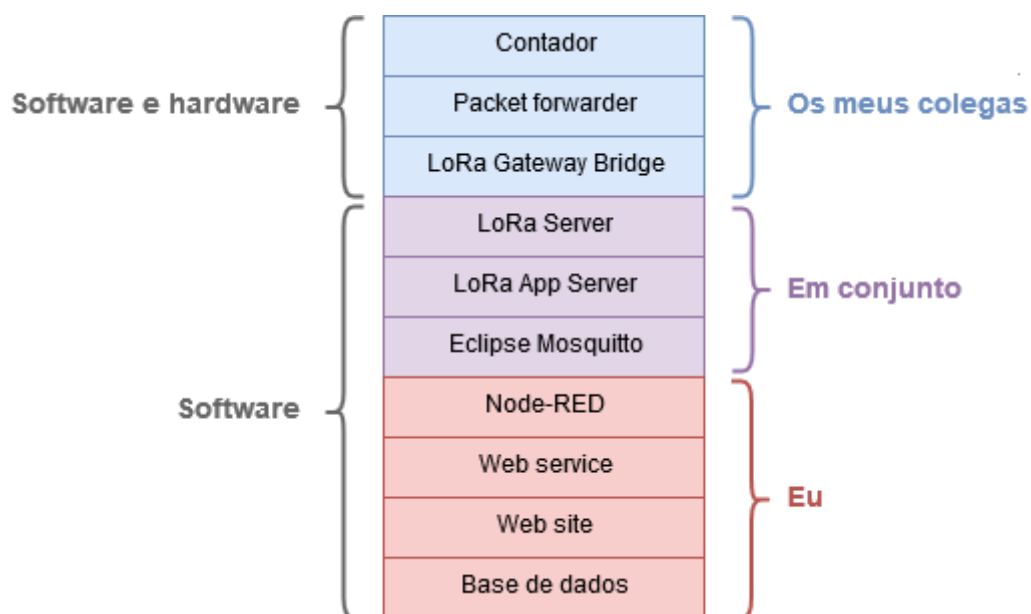 Contador
Software e hardware
Packet forwarder
Os meus colegas
LoRa Gateway Bridge
LoRa Server
LoRa App Server
Em conjunto
Eclipse Mosquitto
Node-RED
Software
Web service
Eu
Web site
Base de dados